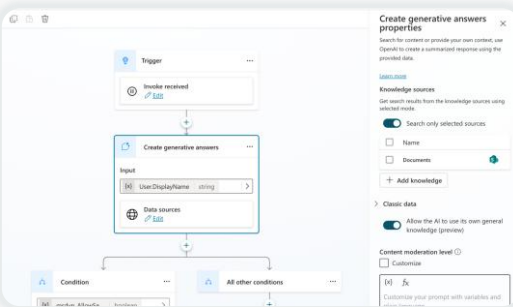 Trigger
Invoke received
Edit
Create generative answers
Input
{x} User.DisplayName string
Data sources
Edit
Condition
All other conditions
boolean
Create generative answers
properties
Search for content or provide your own context, use
OpenAI to create a summarized response using the
provided data.
Learn more
Knowledge sources
Get search results from the knowledge sources using
selected mode.
Search only selected sources
Name
Documents
+ Add knowledge
Classic data
Allow the AI to use its own general
knowledge (preview)
Content moderation level
Customize
{x} fx
Customize your prompt with variables and